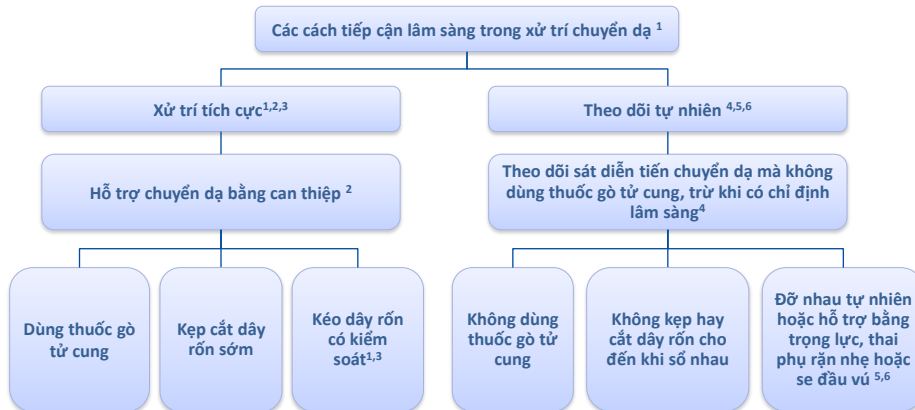 Các cách tiếp cận lâm sàng trong xử trí chuyển dạ 1
Xử trí tích cực1,2,3
Theo dõi tự nhiên 4,5,6
Hỗ trợ chuyển dạ bằng can thiệp 2
Theo dõi sát diễn tiến chuyển dạ mà không
dùng thuốc gò tử cung, trừ khi có chỉ định
lâm sàng4
Dùng thuốc gò
tử cung
Kẹp cắt dây
rốn sớm
Kéo dây rốn
có kiểm
soát1,3
Không dùng
thuốc gò tử
cung
Không kẹp hay
cắt dây rốn cho
đến khi sổ nhau
Đỡ nhau tự nhiên
hoặc hỗ trợ bằng
trọng lực, thai
phụ rặn nhẹ hoặc
se đầu vú 5,6